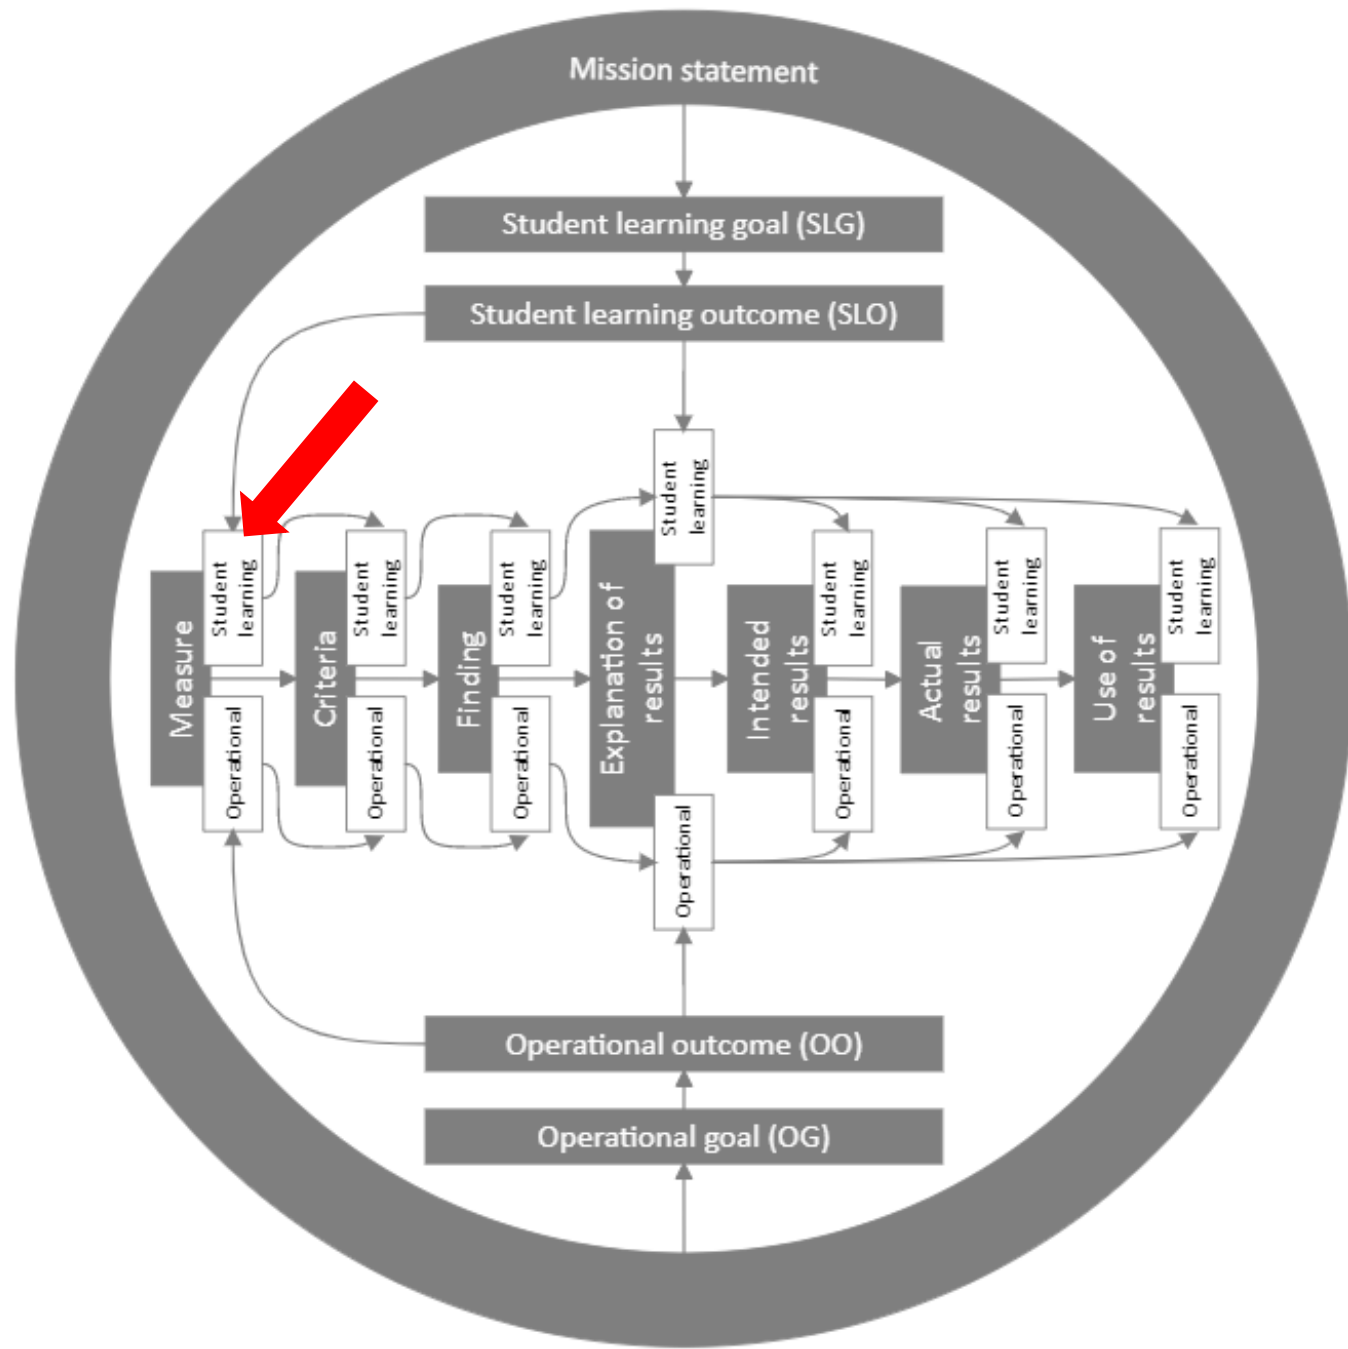 Mission statement
Student learning goal (SLG)
Student learning outcome (SLO)
Measure
Student
learning
Operational
Criteria
Student
learning
Operational
Finding
Student
learning
Operational
Explanation of
results
Student
learning
Operational
Intended
results
Student
learning
Operational
Actual
results
Student
learning
Operational
Use of
results
Student
learning
Operational
Operational outcome (OO)
Operational goal (OG)